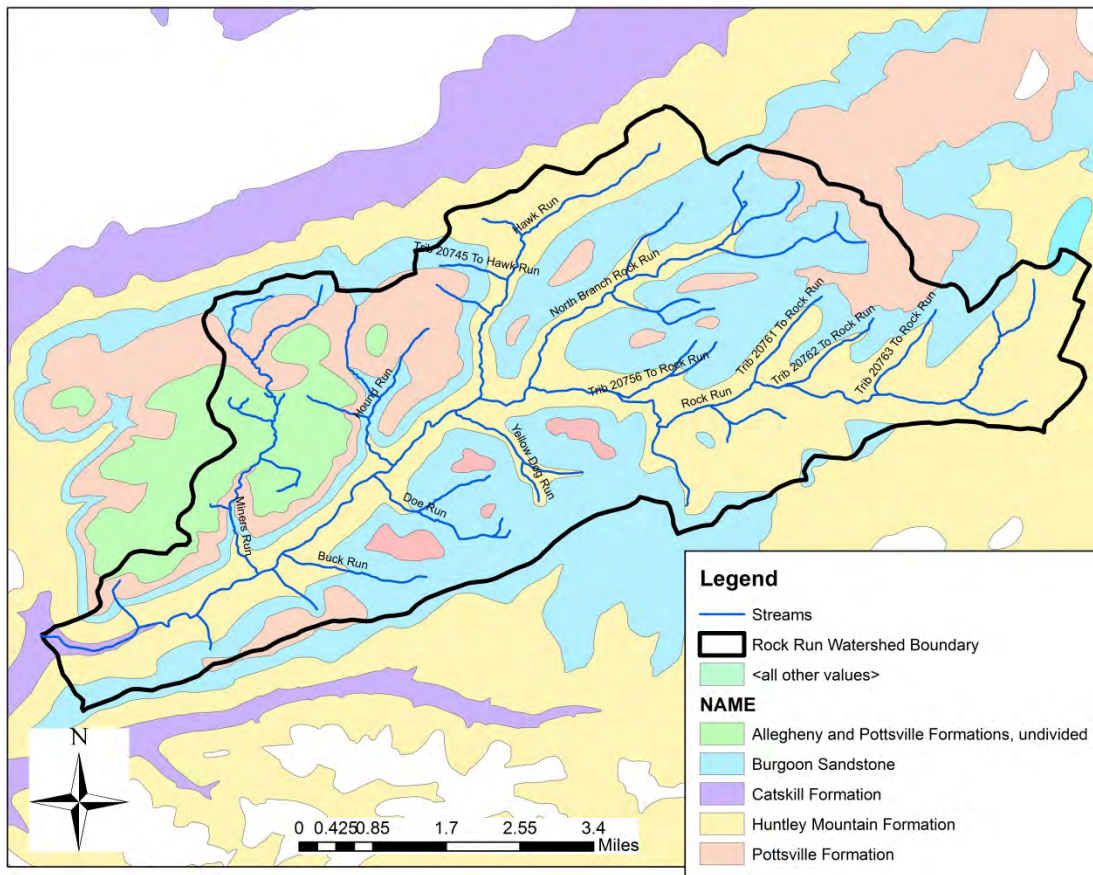 Hawk Run
Trib 20745 To Hawk Run
North Branch Rock Run
Trib 20761 To Rock Run
Trib 20762 To Rock Run
Trib 20763 To Rock Run
Trib 20756 To Rock Run
Rock Run
Hound Run
Yellow Dog Run
Miners Run
Doe Run
Buck Run
N
0 0.425 0.85 1.7 2.55 3.4
Miles
Legend
Streams
Rock Run Watershed Boundary
<all other values>
NAME
Allegheny and Pottsville Formations, undivided
Burgoon Sandstone
Catskill Formation
Huntley Mountain Formation
Pottsville Formation